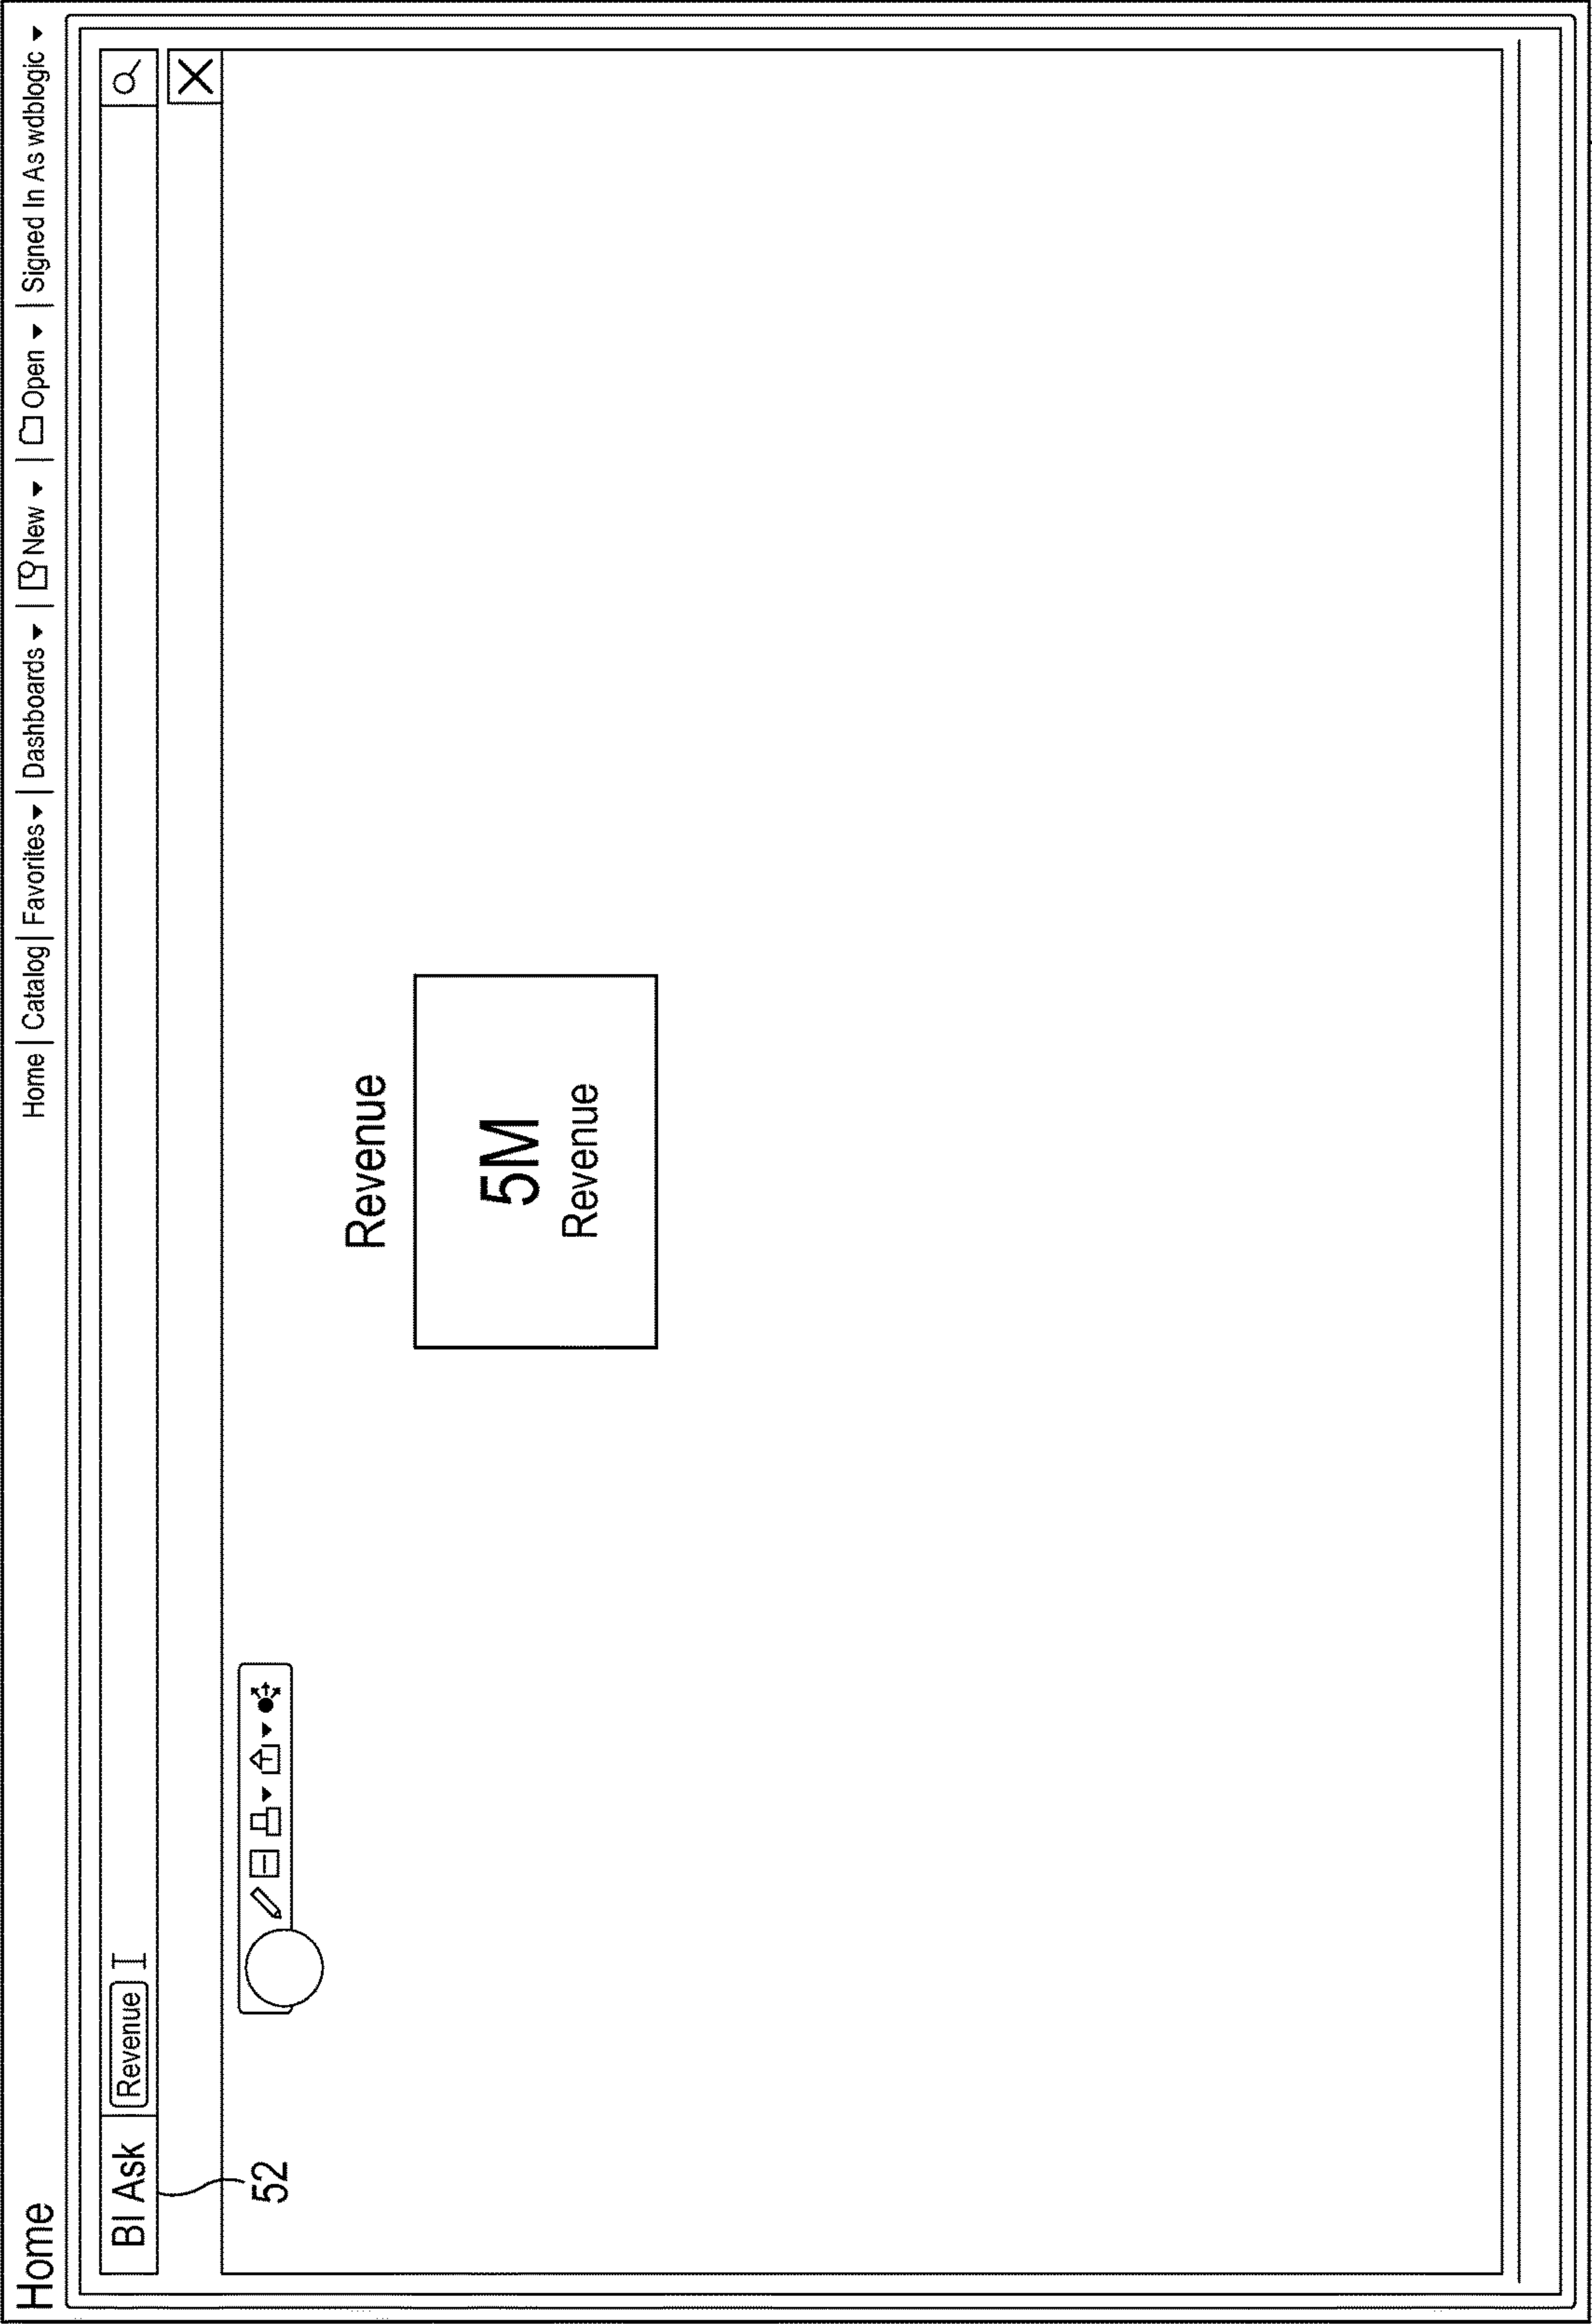 Home
Home | Catalog | Favorites ▾ | Dashboards ▾ | New ▾ | Open ▾ | Signed In As wdblogic ▾
BI Ask Revenue
52
Revenue
5M
Revenue